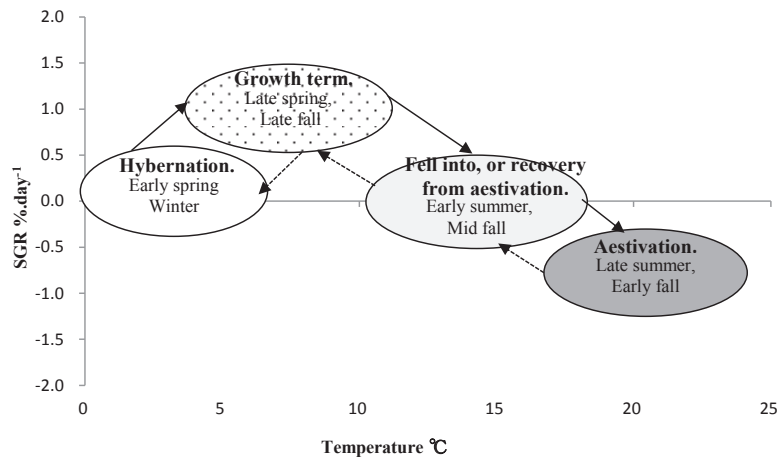 2.0
1.5
1.0
0.5
0.0
-0.5
-1.0
-1.5
-2.0
SGR %.day⁻¹
Growth term.
Late spring,
Late fall
Hybernation.
Early spring
Winter
Fell into, or recovery
from aestivation.
Early summer,
Mid fall
Aestivation.
Late summer,
Early fall
0 5 10 15 20 25
Temperature ℃